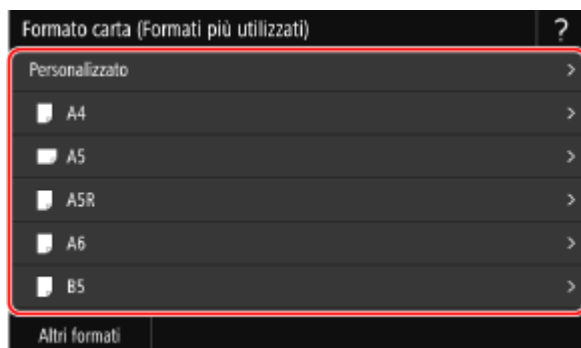 Formato carta (Formati più utilizzati) ?
Personalizzato >
A4 >
A5 >
A5R >
A6 >
B5 >
Altri formati